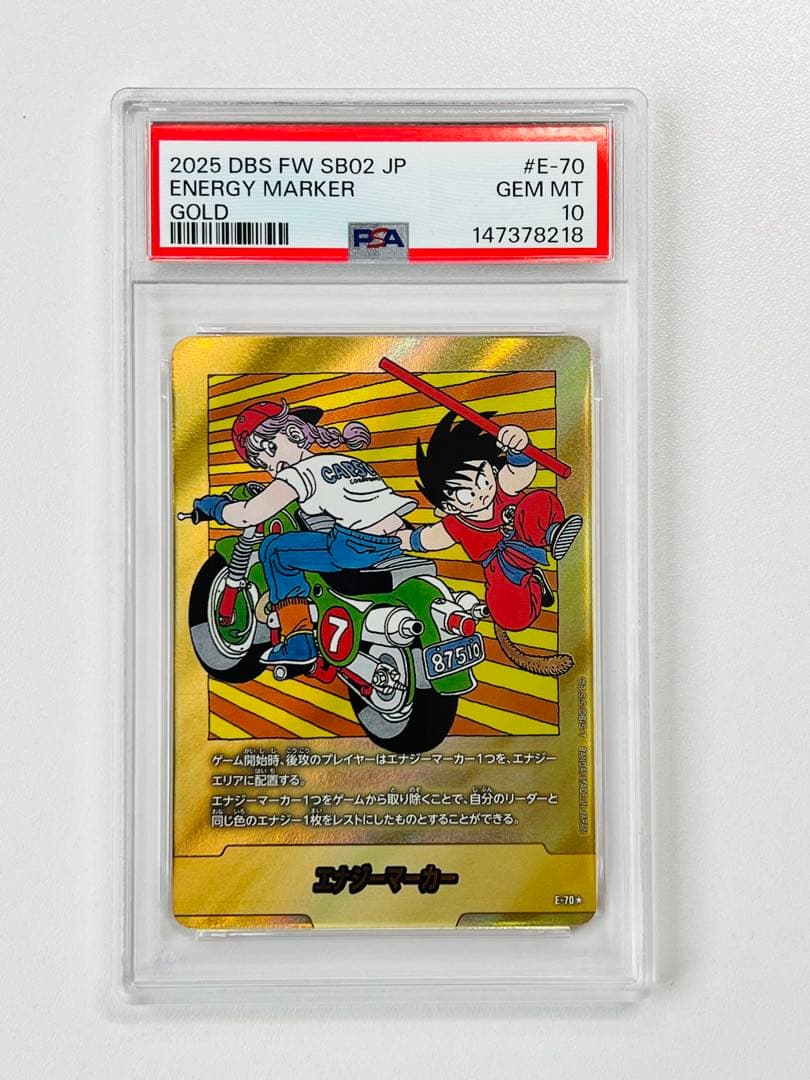 2025 DBS FW SB02 JP #E-70
ENERGY MARKER GEM MT
GOLD 10
PSA 147378218
CAPSU
7
87510
ゲーム開始時、後攻のプレイヤーはエナジーマーカー1つを、エナジー
エリアに配置する。
エナジーマーカー1つをゲームから取り除くことで、自分のリーダーと
同じ色のエナジー1枚をレストにしたものとすることができる。
エナジーマーカー
E-70★